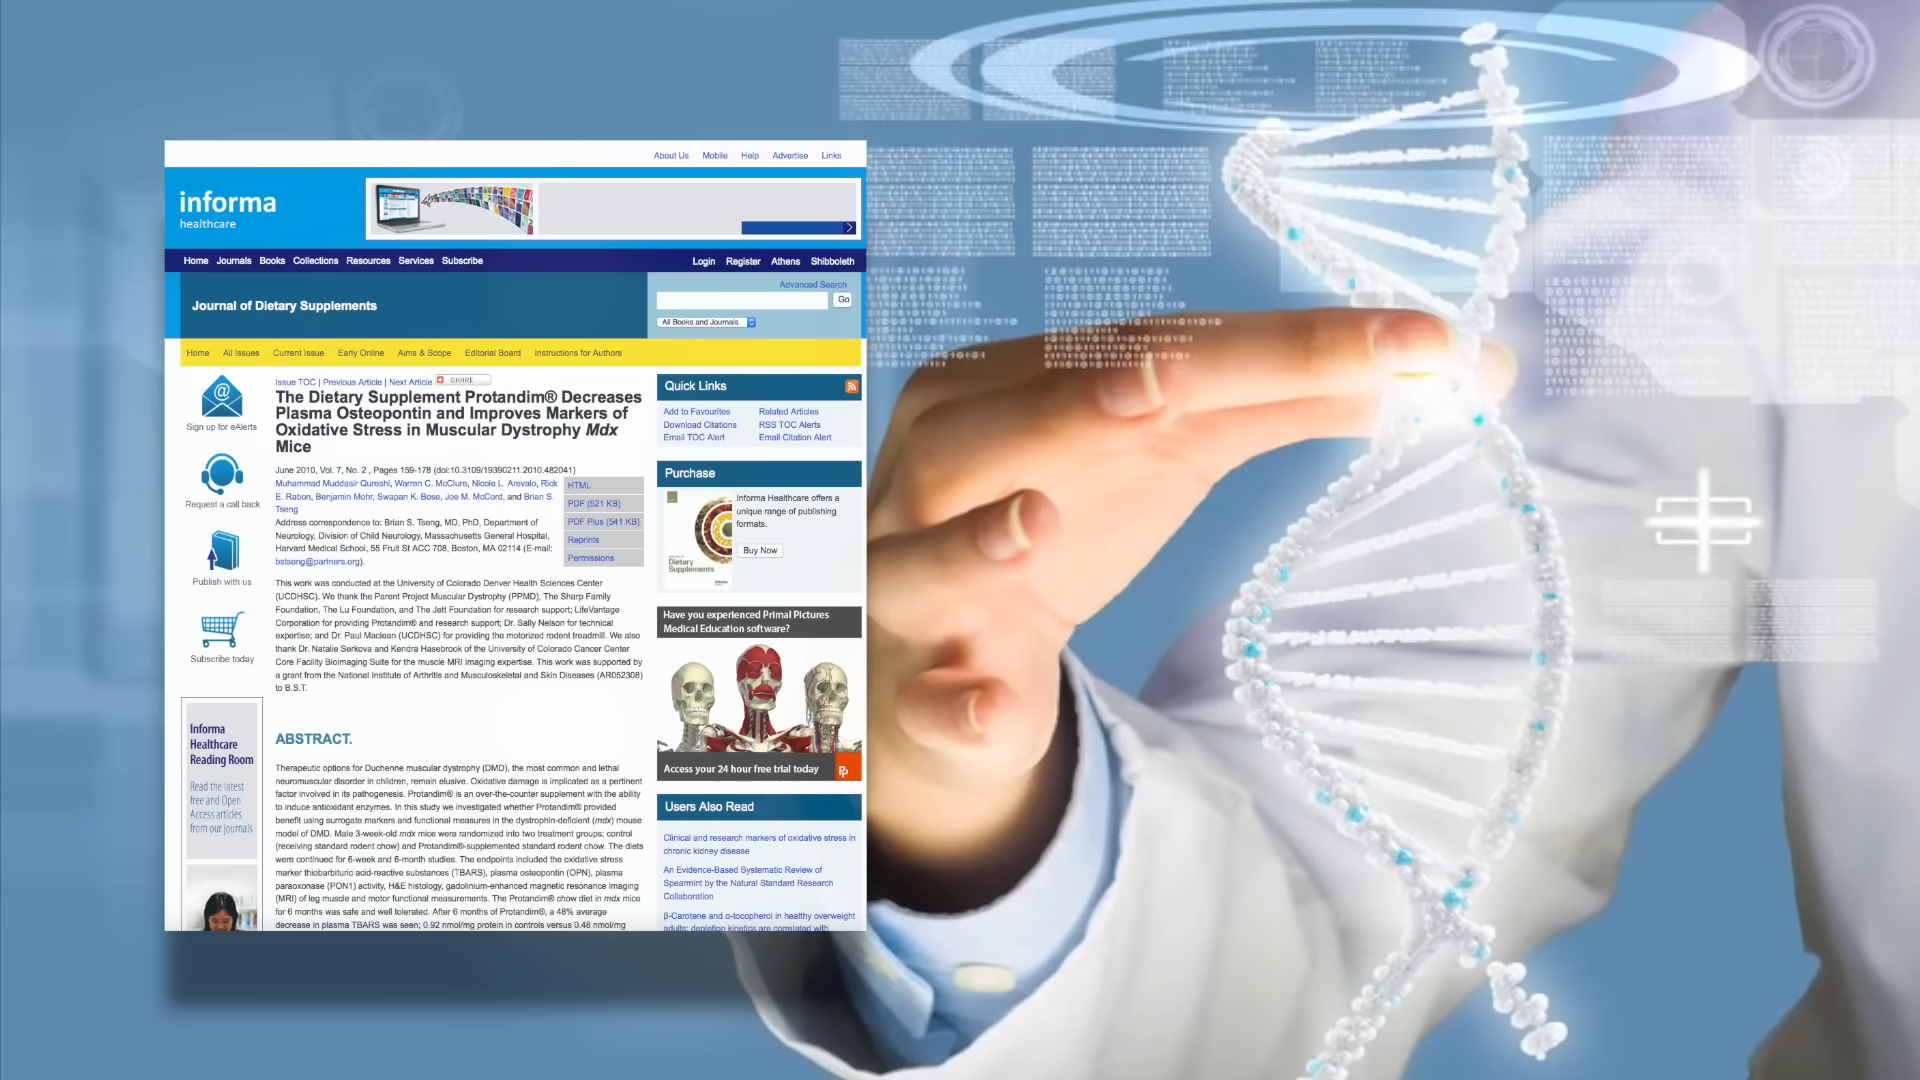 About Us Mobile Help Advertise Links
informa
healthcare
Home Journals Books Collections Resources Services Subscribe
Login Register Athens Shibboleth
Journal of Dietary Supplements
Advanced Search
Go
All Books and Journals
Home All Issues Current Issue Early Online Aims & Scope Editorial Board Instructions for Authors
@
Sign up for eAlerts
Request a call back
Publish with us
Subscribe today
Informa
Healthcare
Reading Room
Read the latest
free and Open
Access articles
from our journals
Issue TOC | Previous Article | Next Article SHARE
The Dietary Supplement Protandim® Decreases
Plasma Osteopontin and Improves Markers of
Oxidative Stress in Muscular Dystrophy Mdx
Mice
June 2010, Vol. 7, No. 2 , Pages 159-178 (doi:10.3109/19390211.2010.482041)
Muhammad Muddasir Qureshi, Warren C. McClure, Nicole L. Arevalo, Rick
E. Rabon, Benjamin Mohr, Swapan K. Bose, Joe M. McCord, and Brian S.
Tseng
Address correspondence to: Brian S. Tseng, MD, PhD, Department of
Neurology, Division of Child Neurology, Massachusetts General Hospital,
Harvard Medical School, 55 Fruit St ACC 708, Boston, MA 02114 (E-mail:
bstseng@partners.org).
HTML
PDF (521 KB)
PDF Plus (541 KB)
Reprints
Permissions
This work was conducted at the University of Colorado Denver Health Sciences Center
(UCDHSC). We thank the Parent Project Muscular Dystrophy (PPMD), The Sharp Family
Foundation, The Lu Foundation, and The Jett Foundation for research support; LifeVantage
Corporation for providing Protandim® and research support; Dr. Sally Nelson for technical
expertise; and Dr. Paul Maclean (UCDHSC) for providing the motorized rodent treadmill. We also
thank Dr. Natalie Serkova and Kendra Hasebrook of the University of Colorado Cancer Center
Core Facility Bioimaging Suite for the muscle MRI imaging expertise. This work was supported by
a grant from the National Institute of Arthritis and Musculoskeletal and Skin Diseases (AR052308)
to B.S.T.
ABSTRACT.
Therapeutic options for Duchenne muscular dystrophy (DMD), the most common and lethal
neuromuscular disorder in children, remain elusive. Oxidative damage is implicated as a pertinent
factor involved in its pathogenesis. Protandim® is an over-the-counter supplement with the ability
to induce antioxidant enzymes. In this study we investigated whether Protandim® provided
benefit using surrogate markers and functional measures in the dystrophin-deficient (mdx) mouse
model of DMD. Male 3-week-old mdx mice were randomized into two treatment groups: control
(receiving standard rodent chow) and Protandim®-supplemented standard rodent chow. The diets
were continued for 6-week and 6-month studies. The endpoints included the oxidative stress
marker thiobarbituric acid-reactive substances (TBARS), plasma osteopontin (OPN), plasma
paraoxonase (PON1) activity, H&E histology, gadolinium-enhanced magnetic resonance imaging
(MRI) of leg muscle and motor functional measurements. The Protandim® chow diet in mdx mice
for 6 months was safe and well tolerated. After 6 months of Protandim®, a 48% average
decrease in plasma TBARS was seen; 0.92 nmol/mg protein in controls versus 0.48 nmol/mg
Quick Links
Add to Favourites Related Articles
Download Citations RSS TOC Alerts
Email TOC Alert Email Citation Alert
Purchase
Dietary
Supplements
Informa Healthcare offers a
unique range of publishing
formats.
Buy Now
Have you experienced Primal Pictures
Medical Education software?
Access your 24 hour free trial today
Users Also Read
Clinical and research markers of oxidative stress in
chronic kidney disease
An Evidence-Based Systematic Review of
Spearmint by the Natural Standard Research
Collaboration
β-Carotene and α-tocopherol in healthy overweight
adults: depletion kinetics are correlated with